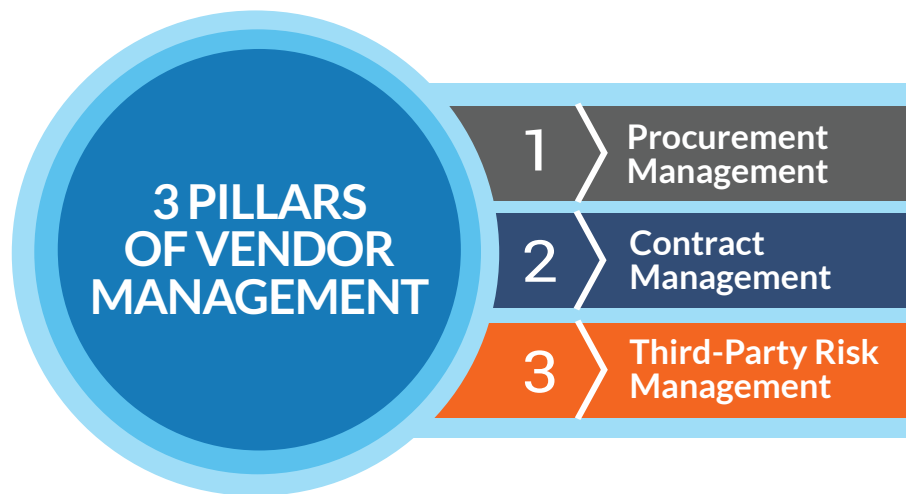 3 PILLARS
OF VENDOR
MANAGEMENT
1
Procurement
Management
2
Contract
Management
3
Third-Party Risk
Management